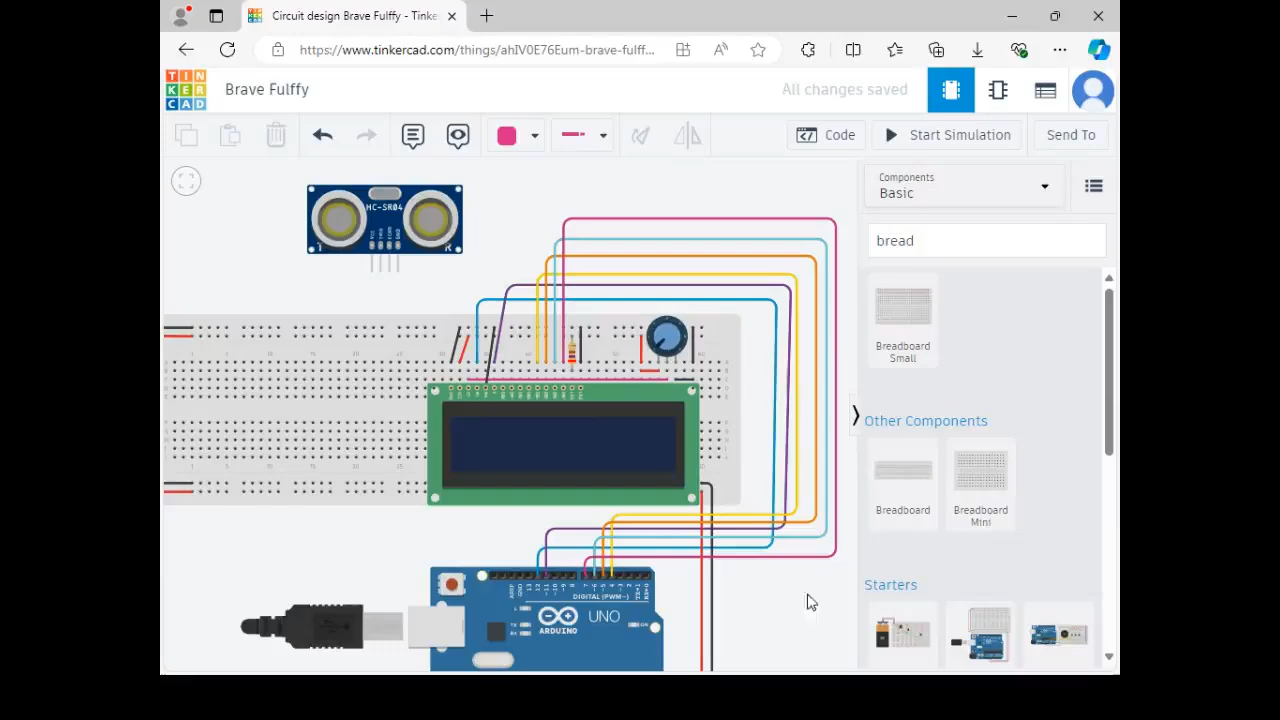 Circuit design Brave Fulffy - Tinke
https://www.tinkercad.com/things/ahIV0E76Eum-brave-fulff...
TIN
KER
CAD
Brave Fulffy
All changes saved
Code
Start Simulation
Send To
Components
Basic
bread
HC-SR04
T
R
Breadboard
Small
Other Components
Breadboard
Breadboard
Mini
Starters
DIGITAL (PWM~)
UNO
ARDUINO